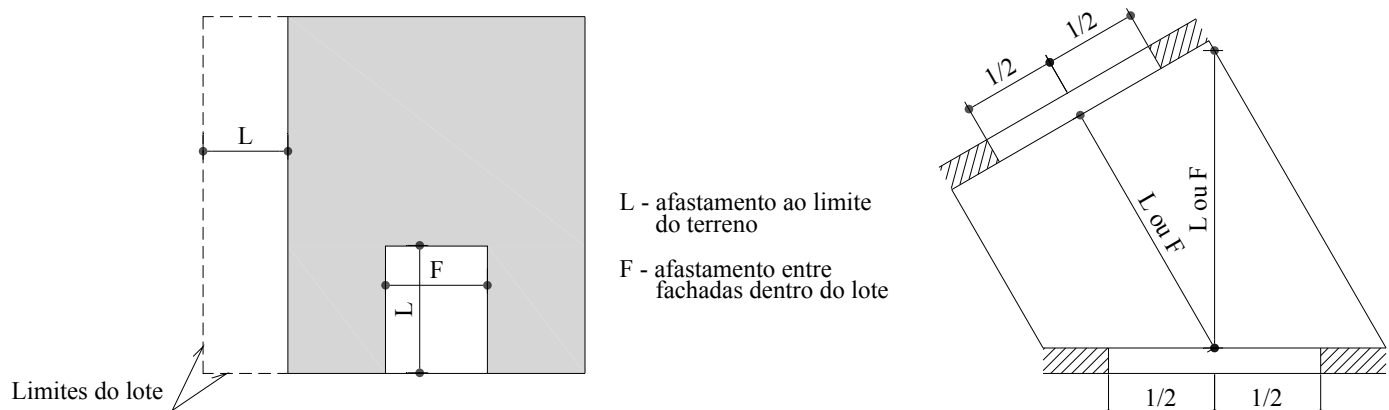 L
F
L
Limites do lote
L - afastamento ao limite
do terreno
F - afastamento entre
fachadas dentro do lote
1/2
1/2
L ou F
L ou F
1/2
1/2